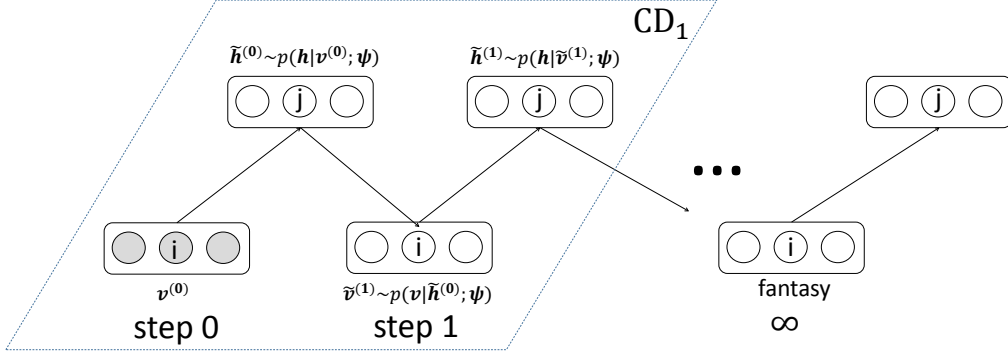 CD₁
h̃⁽⁰⁾~p(h|v⁽⁰⁾; ψ)
h̃⁽¹⁾~p(h|ṽ⁽¹⁾; ψ)
j
j
j
...
i
i
i
v⁽⁰⁾
ṽ⁽¹⁾~p(v|h̃⁽⁰⁾; ψ)
fantasy
step 0
step 1
∞